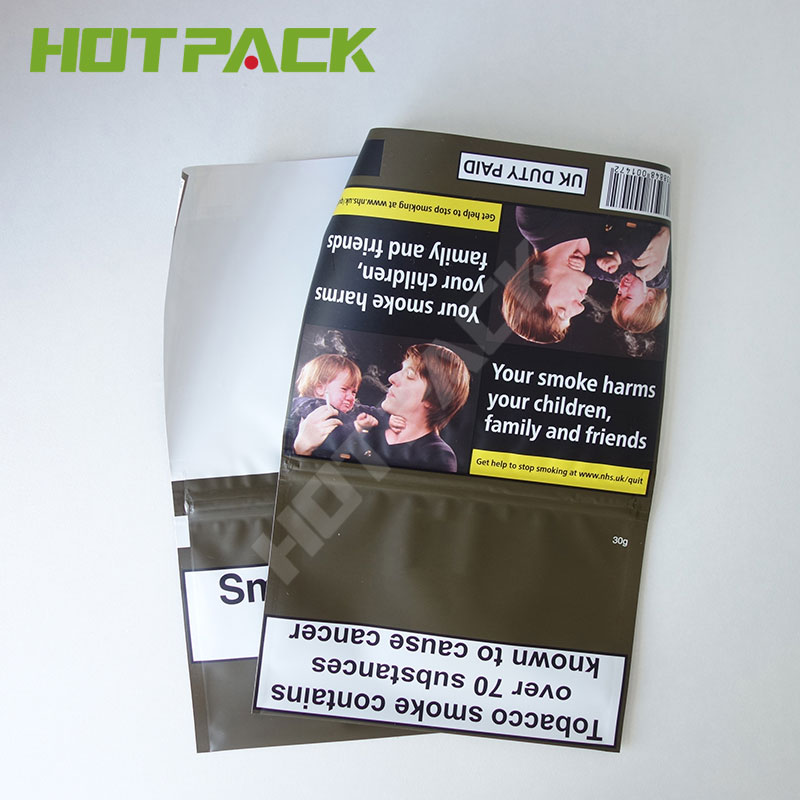 HOTPACK
UK DUTY PAID
Get help to stop smoking at www.nhs.uk/
Your smoke harms
your children,
family and friends
Your smoke harms
your children,
family and friends
Get help to stop smoking at www.nhs.uk/quit
30g
Sm
Tobacco smoke contains
over 70 substances
known to cause cancer
HOT PACK